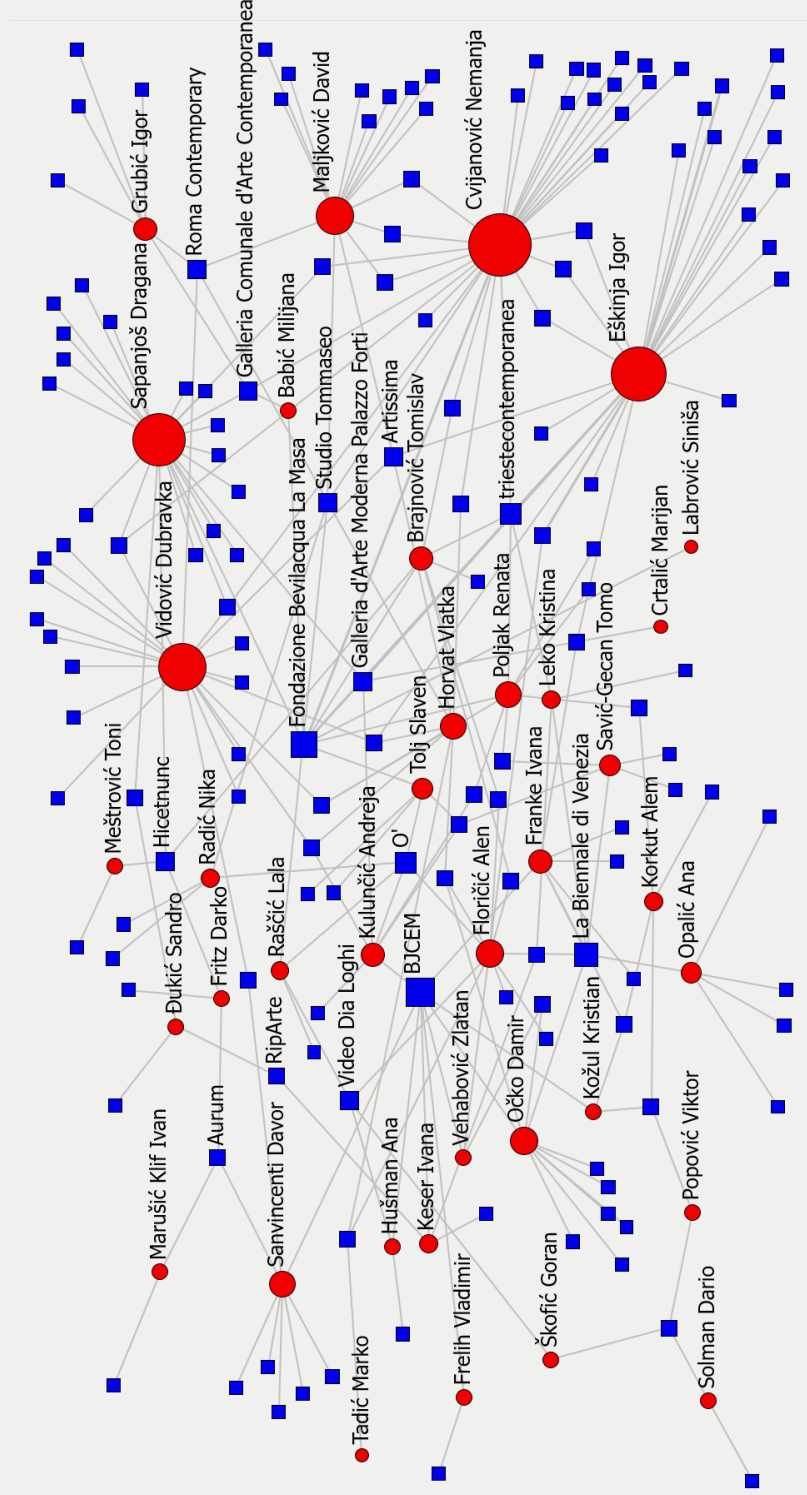 Grubić Igor
Roma Contemporary
Galleria Comunale d'Arte Contemporanea
Maljković David
Cvijanović Nemanja
Sapanjoš Dragana
Babić Milijana
Eškinja Igor
Studio Tommaseo
Galleria d'Arte Moderna Palazzo Forti
Artissima
triestecontemporanea
Brajnović Tomislav
Vidović Dubravka
Fondazione Bevilacqua La Masa
Labrović Siniša
Crtalić Marijan
Horvat Vlatka
Poljak Renata
Leko Kristina
Tolj Slaven
Savić-Gecan Tomo
Meštrović Toni
Hicetnunc
Radić Nika
Kulunčić Andreja
O'
Franke Ivana
La Biennale di Venezia
Korkut Alem
Floričić Alen
Raščić Lala
Fritz Darko
Đukić Sandro
BJCEM
Opalić Ana
RipArte
Video Dia Loghi
Vehabović Zlatan
Očko Damir
Kožul Kristian
Aurum
Marušić Klif Ivan
Sanvincenti Davor
Hušman Ana
Keser Ivana
Popović Viktor
Frelih Vladimir
Škofić Goran
Solman Dario
Tadić Marko